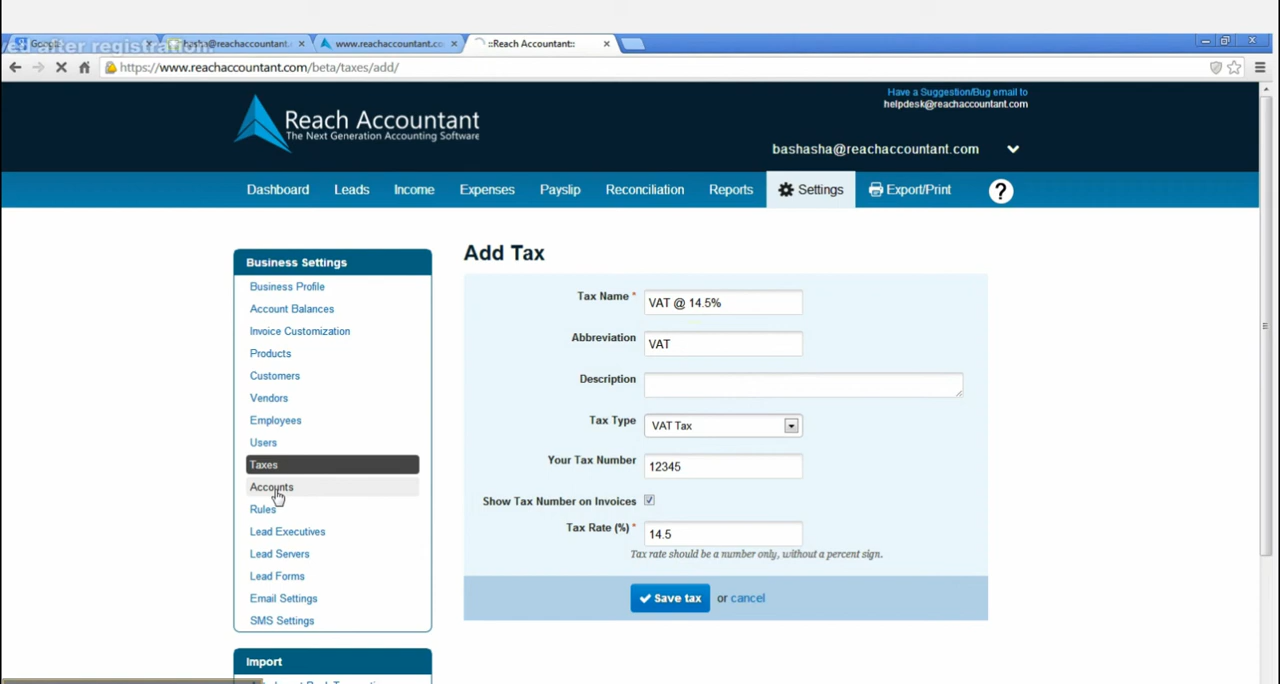 ed after registration.
@reachaccountant.
www.reachaccountant.co
::Reach Accountant::
https://www.reachaccountant.com/beta/taxes/add/
Have a Suggestion/Bug email to
helpdesk@reachaccountant.com
Reach Accountant
The Next Generation Accounting Software
bashasha@reachaccountant.com
Dashboard Leads Income Expenses Payslip Reconciliation Reports Settings Export/Print ?
Business Settings
Business Profile
Account Balances
Invoice Customization
Products
Customers
Vendors
Employees
Users
Taxes
Accounts
Rules
Lead Executives
Lead Servers
Lead Forms
Email Settings
SMS Settings
Import
Add Tax
Tax Name * VAT @ 14.5%
Abbreviation VAT
Description
Tax Type VAT Tax
Your Tax Number 12345
Show Tax Number on Invoices
Tax Rate (%) * 14.5
Tax rate should be a number only, without a percent sign.
Save tax or cancel